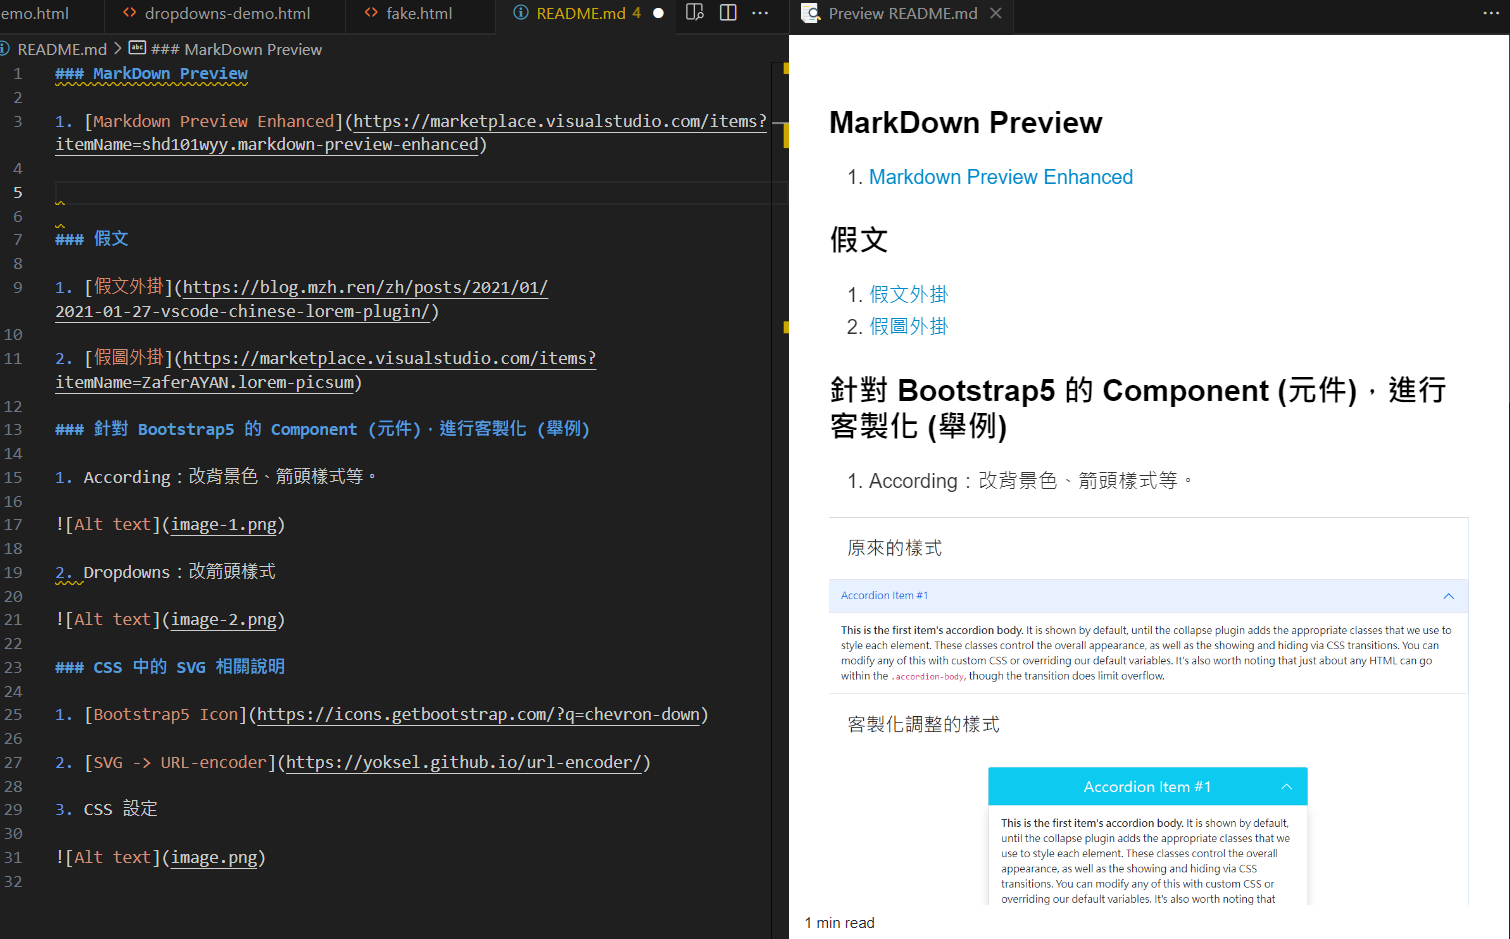 emo.html
dropdowns-demo.html
fake.html
README.md 4
Preview README.md
README.md > ### MarkDown Preview
1 ### MarkDown Preview
2
3 1. [Markdown Preview Enhanced](https://marketplace.visualstudio.com/items?
itemName=shd101wyy.markdown-preview-enhanced)
4
5
6
7 ### 假文
8
9 1. [假文外掛](https://blog.mzh.ren/zh/posts/2021/01/
2021-01-27-vscode-chinese-lorem-plugin/)
10
11 2. [假圖外掛](https://marketplace.visualstudio.com/items?
itemName=ZaferAYAN.lorem-picsum)
12
13 ### 針對 Bootstrap5 的 Component (元件)，進行客製化 (舉例)
14
15 1. According：改背景色、箭頭樣式等。
16
17 ![Alt text](image-1.png)
18
19 2. Dropdowns：改箭頭樣式
20
21 ![Alt text](image-2.png)
22
23 ### CSS 中的 SVG 相關說明
24
25 1. [Bootstrap5 Icon](https://icons.getbootstrap.com/?q=chevron-down)
26
27 2. [SVG -> URL-encoder](https://yoksel.github.io/url-encoder/)
28
29 3. CSS 設定
30
31 ![Alt text](image.png)
32
MarkDown Preview
1. Markdown Preview Enhanced
假文
1. 假文外掛
2. 假圖外掛
針對 Bootstrap5 的 Component (元件)，進行
客製化 (舉例)
1. According：改背景色、箭頭樣式等。
原來的樣式
Accordion Item #1
This is the first item's accordion body. It is shown by default, until the collapse plugin adds the appropriate classes that we use to
style each element. These classes control the overall appearance, as well as the showing and hiding via CSS transitions. You can
modify any of this with custom CSS or overriding our default variables. It's also worth noting that just about any HTML can go
within the .accordion-body, though the transition does limit overflow.
客製化調整的樣式
Accordion Item #1
This is the first item's accordion body. It is shown by default,
until the collapse plugin adds the appropriate classes that we
use to style each element. These classes control the overall
appearance, as well as the showing and hiding via CSS
transitions. You can modify any of this with custom CSS or
overriding our default variables. It's also worth noting that
1 min read